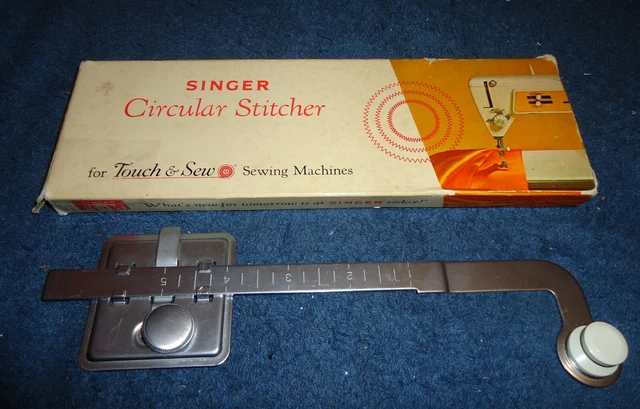 SINGER
Circular Stitcher
for Touch & Sew Sewing Machines
"What's new for tomorrow is at SINGER today!"
5 4 3 2